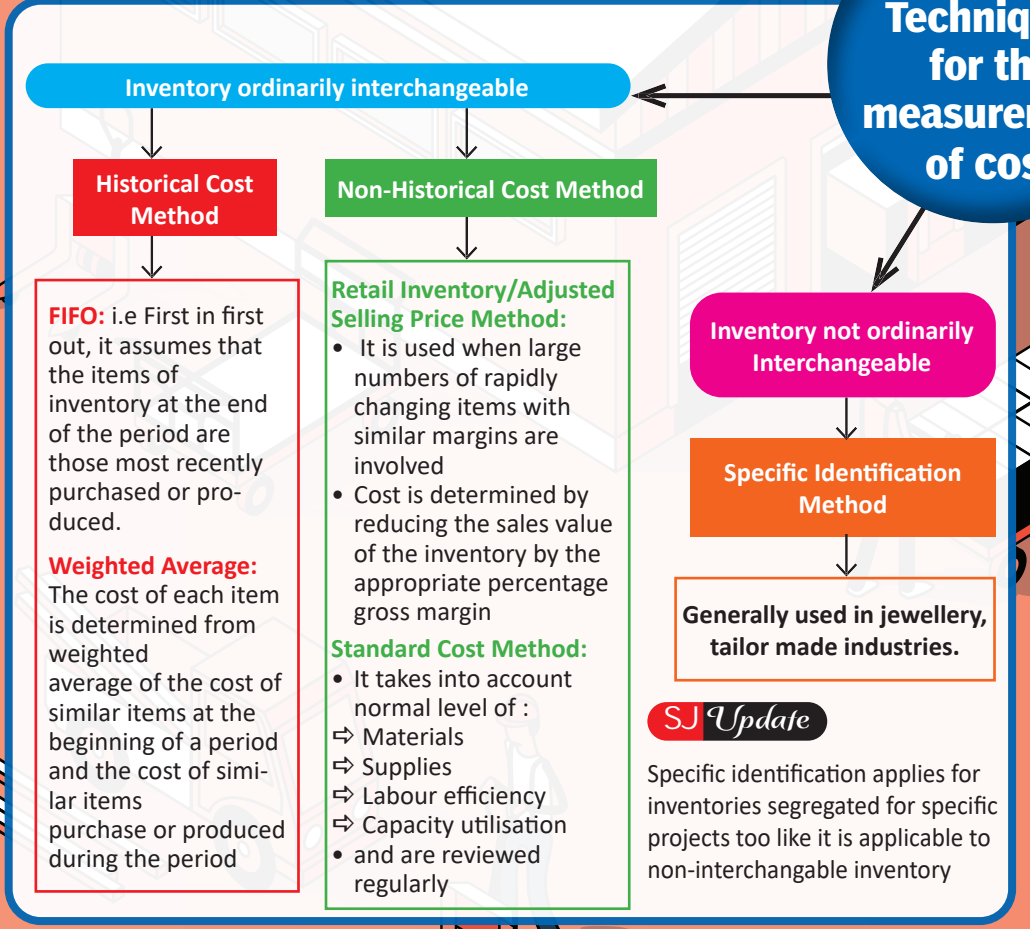 Inventory ordinarily interchangeable
Historical Cost
Method
FIFO: i.e First in first
out, it assumes that
the items of
inventory at the end
of the period are
those most recently
purchased or pro-
duced.
Weighted Average:
The cost of each item
is determined from
weighted
average of the cost of
similar items at the
beginning of a period
and the cost of simi-
lar items
purchase or produced
during the period
Non-Historical Cost Method
Retail Inventory/Adjusted
Selling Price Method:
• It is used when large
numbers of rapidly
changing items with
similar margins are
involved
• Cost is determined by
reducing the sales value
of the inventory by the
appropriate percentage
gross margin
Standard Cost Method:
• It takes into account
normal level of :
⇨ Materials
⇨ Supplies
⇨ Labour efficiency
⇨ Capacity utilisation
• and are reviewed
regularly
for
of
Inventory not ordinarily
Interchangeable
Specific Identification
Method
Generally used in jewellery,
tailor made industries.
SJ Update
Specific identification applies for
inventories segregated for specific
projects too like it is applicable to
non-interchangable inventory